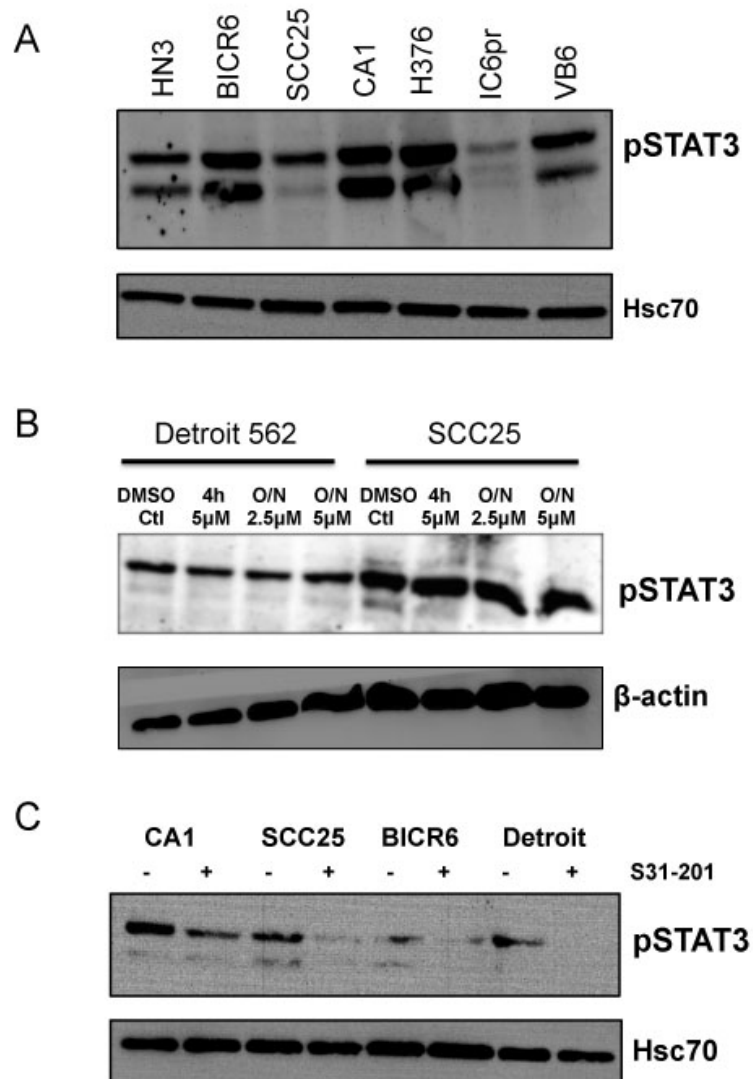 A
HN3 BICR6 SCC25 CA1 H376 IC6pr VB6
pSTAT3
Hsc70
B
Detroit 562 SCC25
DMSO 4h O/N O/N DMSO 4h O/N O/N
Ctl 5µM 2.5µM 5µM Ctl 5µM 2.5µM 5µM
pSTAT3
β-actin
C
CA1 SCC25 BICR6 Detroit
- + - + - + - + S31-201
pSTAT3
Hsc70